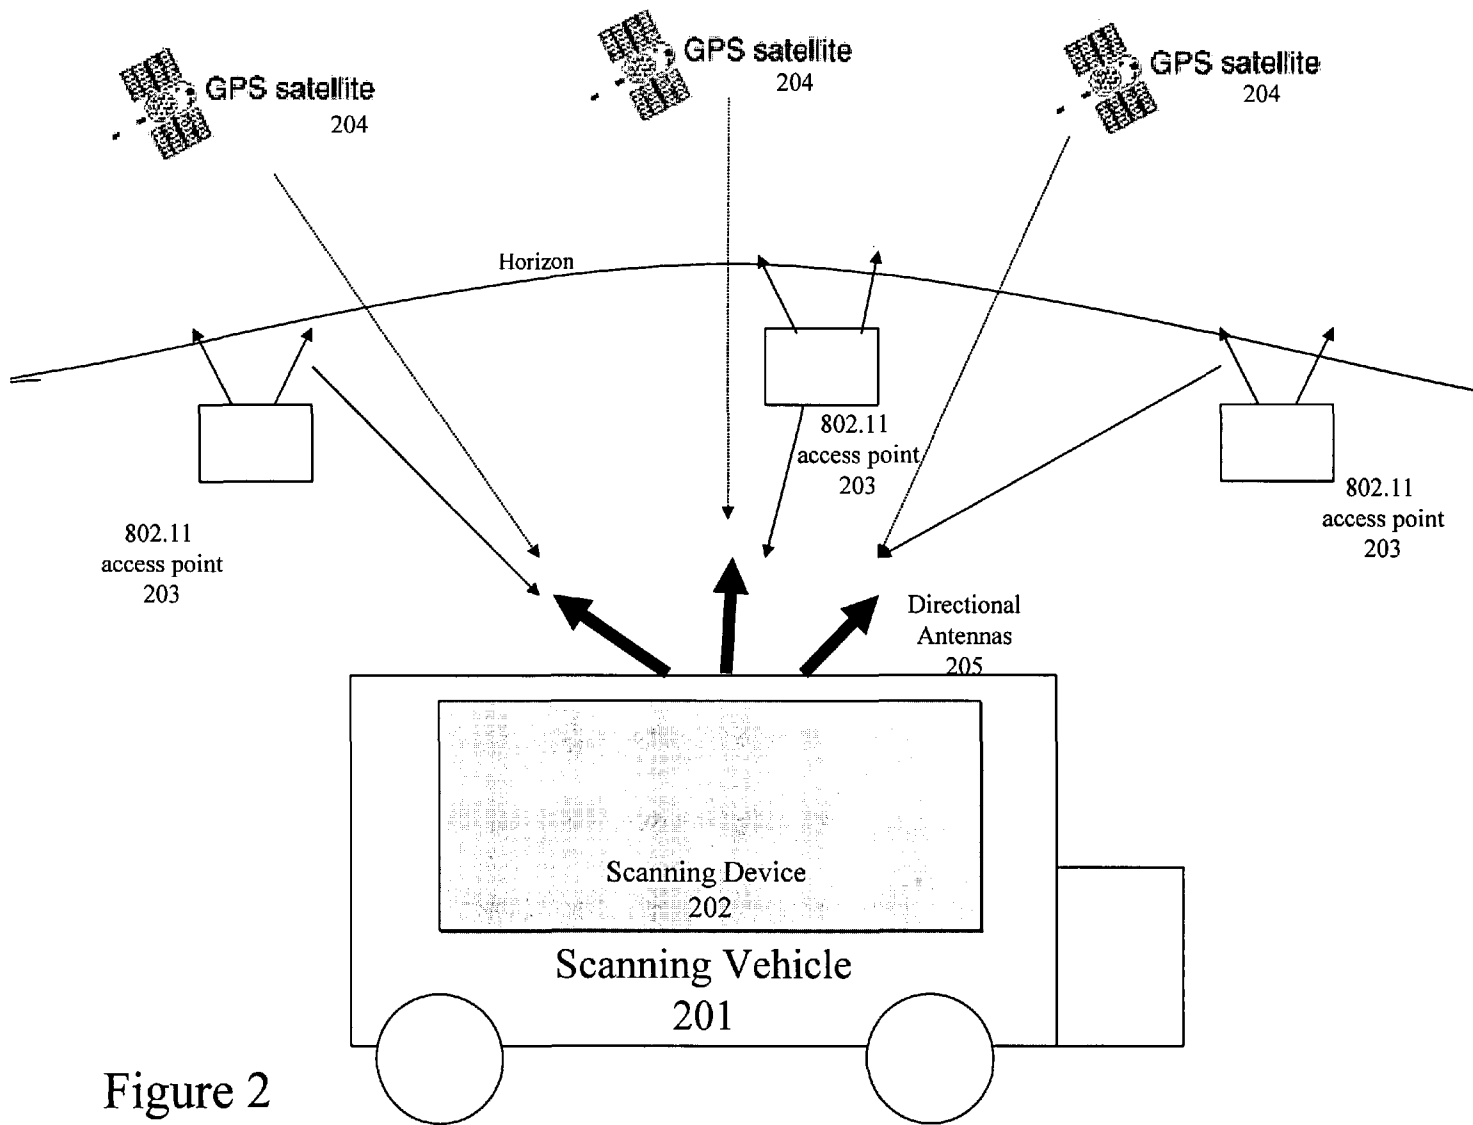 GPS satellite
204
GPS satellite
204
GPS satellite
204
Horizon
802.11
access point
203
802.11
access point
203
802.11
access point
203
Directional
Antennas
205
Scanning Device
202
Scanning Vehicle
201
Figure 2